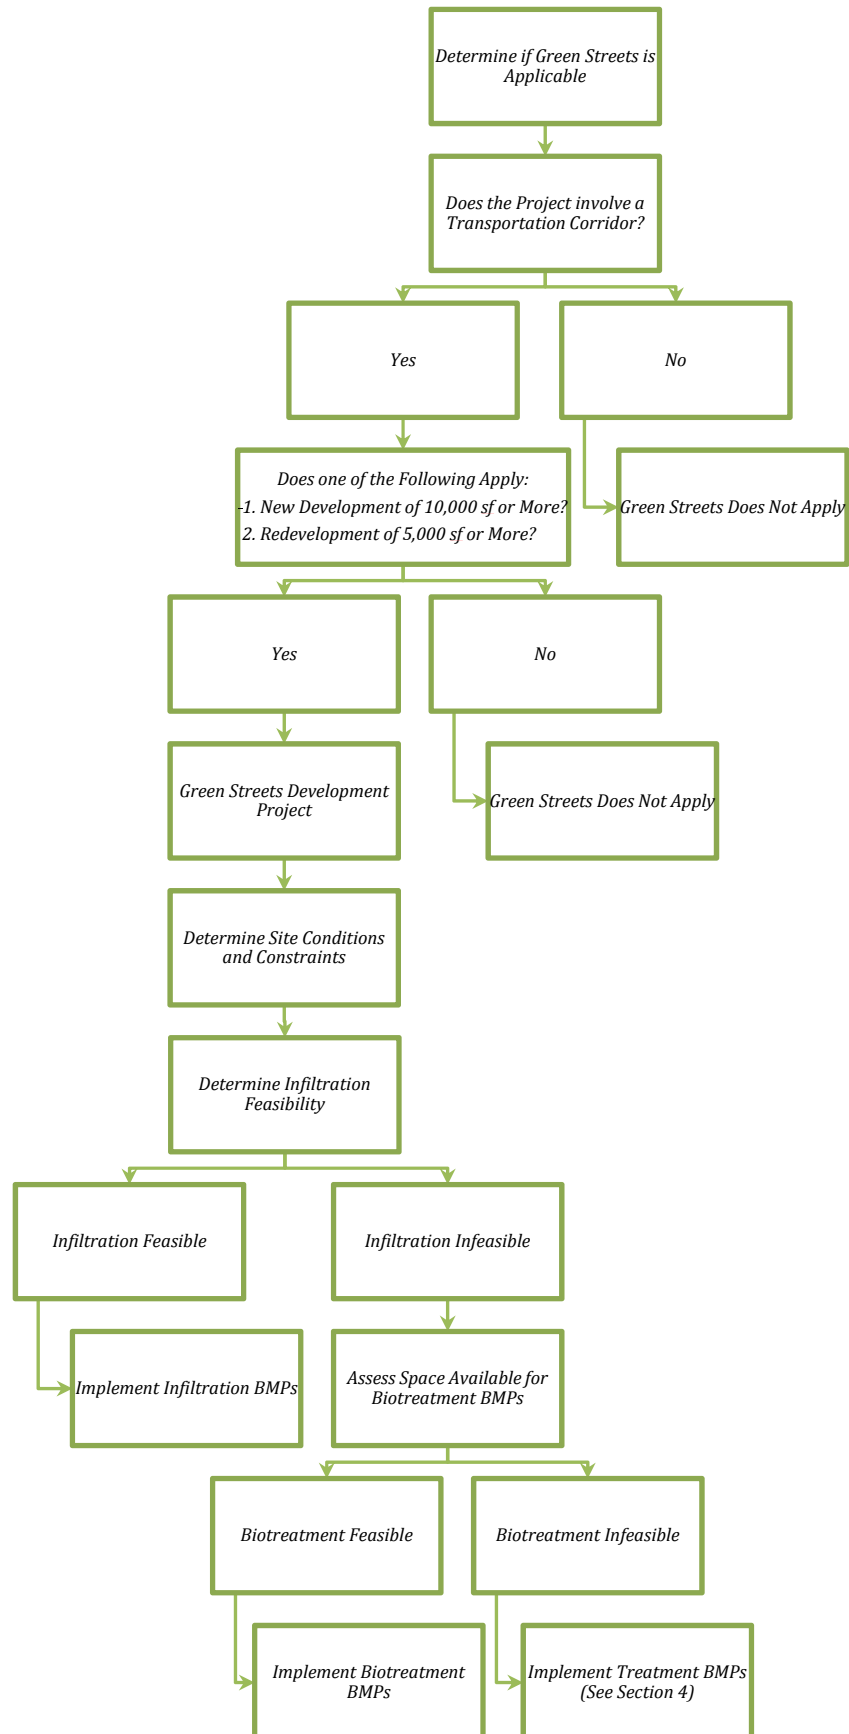 Determine if Green Streets is
Applicable
Does the Project involve a
Transportation Corridor?
Yes
No
Does one of the Following Apply:
-1. New Development of 10,000 sf or More?
2. Redevelopment of 5,000 sf or More?
Green Streets Does Not Apply
Yes
No
Green Streets Development
Project
Green Streets Does Not Apply
Determine Site Conditions
and Constraints
Determine Infiltration
Feasibility
Infiltration Feasible
Infiltration Infeasible
Implement Infiltration BMPs
Assess Space Available for
Biotreatment BMPs
Biotreatment Feasible
Biotreatment Infeasible
Implement Biotreatment
BMPs
Implement Treatment BMPs
(See Section 4)